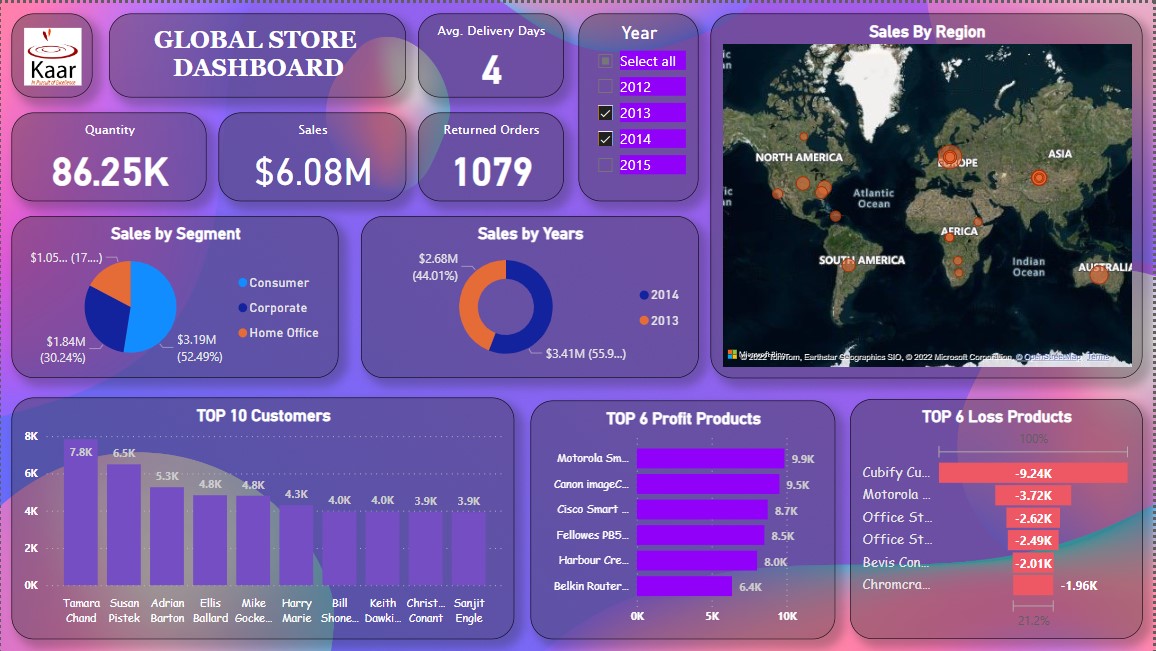 Kaar
In Pursuit of Excellence
GLOBAL STORE
DASHBOARD
Avg. Delivery Days
4
Year
Select all
2012
2013
2014
2015
Quantity
86.25K
Sales
$6.08M
Returned Orders
1079
Sales By Region
NORTH AMERICA
EUROPE
ASIA
Atlantic
Ocean
AFRICA
SOUTH AMERICA
Indian
Ocean
AUSTRALIA
Microsoft Bing
© 2022 TomTom, Earthstar Geographics SIO, © 2022 Microsoft Corporation, © OpenStreetMap Terms
Sales by Segment
$1.05... (17....)
$1.84M
(30.24%)
$3.19M
(52.49%)
Consumer
Corporate
Home Office
Sales by Years
$2.68M
(44.01%)
$3.41M (55.9...)
2014
2013
TOP 10 Customers
8K
6K
4K
2K
0K
7.8K
6.5K
5.3K
4.8K
4.8K
4.3K
4.0K
4.0K
3.9K
3.9K
Tamara
Chand
Susan
Pistek
Adrian
Barton
Ellis
Ballard
Mike
Gocke...
Harry
Marie
Bill
Shone...
Keith
Dawki...
Christ...
Conant
Sanjit
Engle
TOP 6 Profit Products
Motorola Sm... 9.9K
Canon imageC... 9.5K
Cisco Smart ... 8.7K
Fellowes PB5... 8.5K
Harbour Cre... 8.0K
Belkin Router... 6.4K
0K 5K 10K
TOP 6 Loss Products
100%
Cubify Cu... -9.24K
Motorola ... -3.72K
Office St... -2.62K
Office St... -2.49K
Bevis Con... -2.01K
Chromcra... -1.96K
21.2%